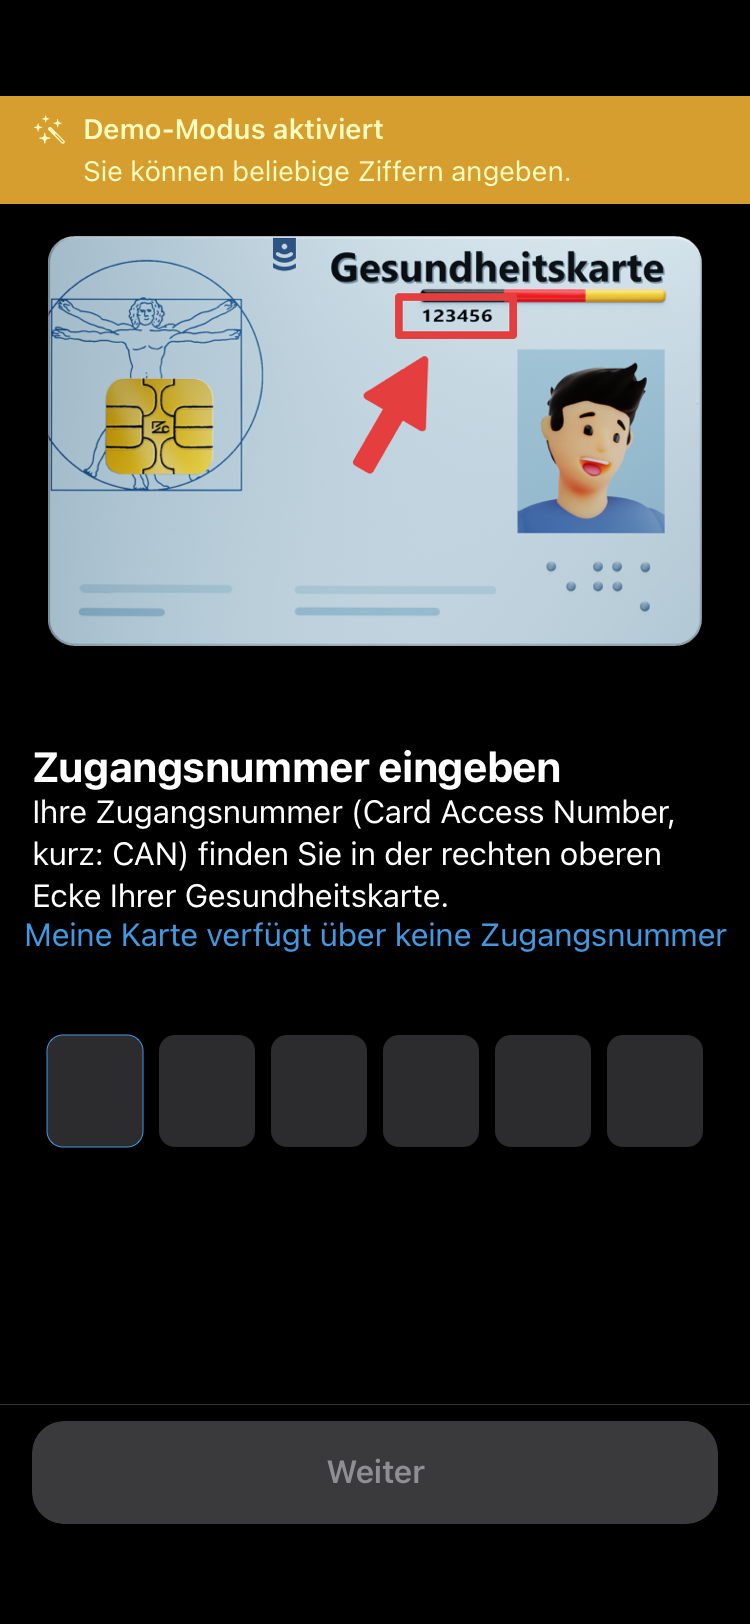 Demo-Modus aktiviert
Sie können beliebige Ziffern angeben.
Gesundheitskarte
123456
Zugangsnummer eingeben
Ihre Zugangsnummer (Card Access Number,
kurz: CAN) finden Sie in der rechten oberen
Ecke Ihrer Gesundheitskarte.
Meine Karte verfügt über keine Zugangsnummer
Weiter